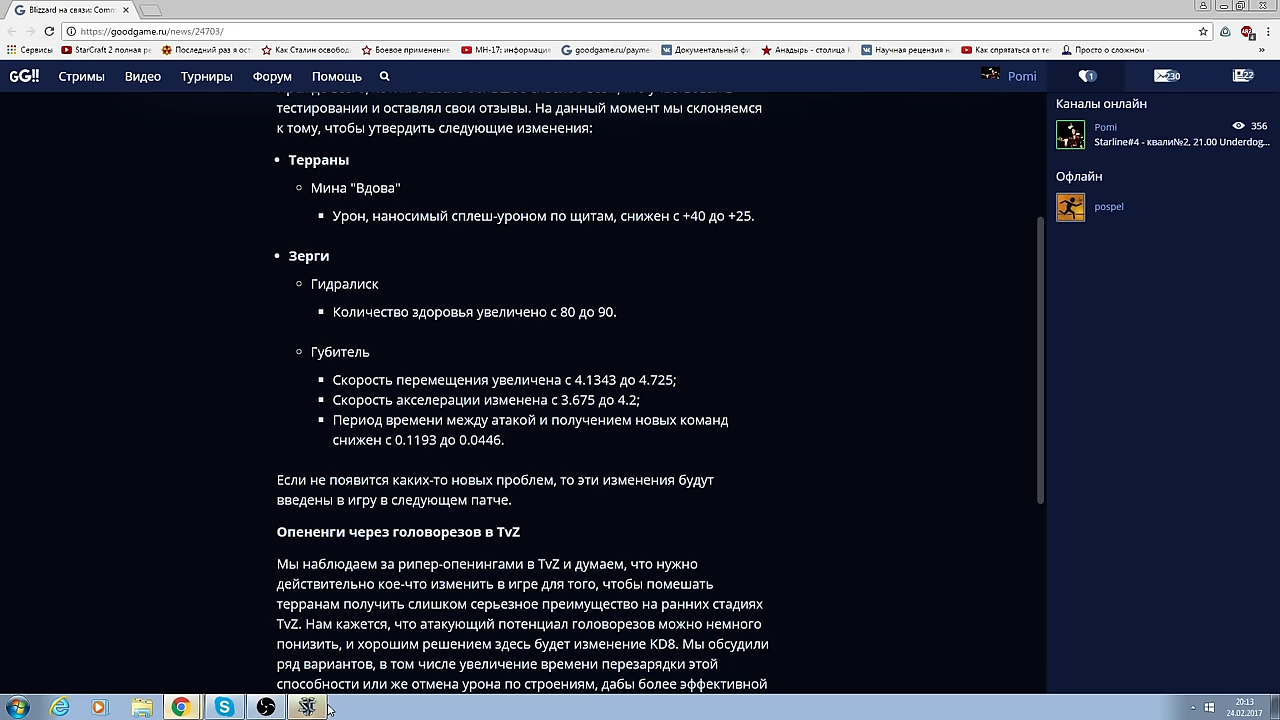 Blizzard на связи: Comm
https://goodgame.ru/news/24703/
Сервисы
StarCraft 2 полная ре
Последний раз я ост
Как Сталин освобод
Боевое применение
МН-17: информаци
goodgame.ru/payme
Документальный фи
Анадырь - столица К
Научная рецензия н
Как спрятаться от те
Просто о сложном -
»
GG!!
Стримы
Видео
Турниры
Форум
Помощь
Pomi
1
230
22
тестировании и оставлял свои отзывы. На данный момент мы склоняемся
к тому, чтобы утвердить следующие изменения:
• Терраны
Мина "Вдова"
Урон, наносимый сплеш-уроном по щитам, снижен с +40 до +25.
• Зерги
Гидралиск
Количество здоровья увеличено с 80 до 90.
Губитель
Скорость перемещения увеличена с 4.1343 до 4.725;
Скорость акселерации изменена с 3.675 до 4.2;
Период времени между атакой и получением новых команд
снижен с 0.1193 до 0.0446.
Если не появится каких-то новых проблем, то эти изменения будут
введены в игру в следующем патче.
Опененги через головорезов в TvZ
Мы наблюдаем за рипер-опенингами в TvZ и думаем, что нужно
действительно кое-что изменить в игре для того, чтобы помешать
терранам получить слишком серьезное преимущество на ранних стадиях
TvZ. Нам кажется, что атакующий потенциал головорезов можно немного
понизить, и хорошим решением здесь будет изменение KD8. Мы обсудили
ряд вариантов, в том числе увеличение времени перезарядки этой
способности или же отмена урона по строениям, дабы более эффективной
Каналы онлайн
Pomi
356
Starline#4 - квали№2, 21.00 Underdog...
Офлайн
pospel
20:13
24.02.2017